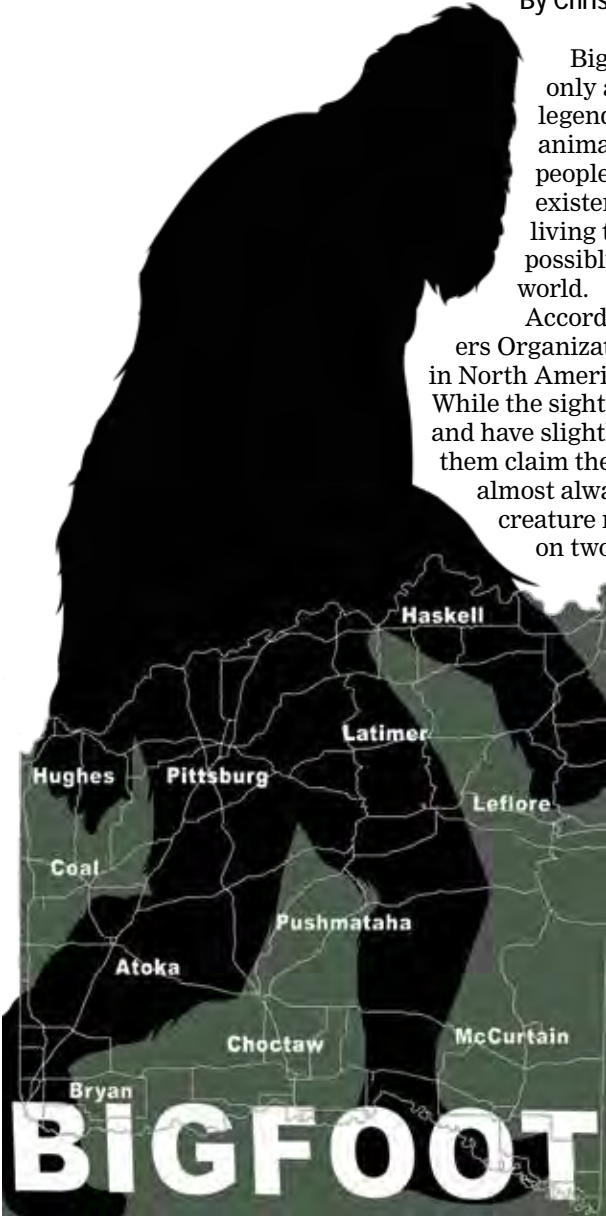 By Chris
Big
only a
legend
anima
people
exister
living t
possibl
world.
Accord
ers Organizat
in North Ameri
While the sight
and have slight
them claim the
almost alwa
creature r
on two
Haskell
Latimer
Hughes
Pittsburg
Leflore
Coal
Pushmataha
Atoka
Choctaw
McCurtain
Bryan
BiGFOOT